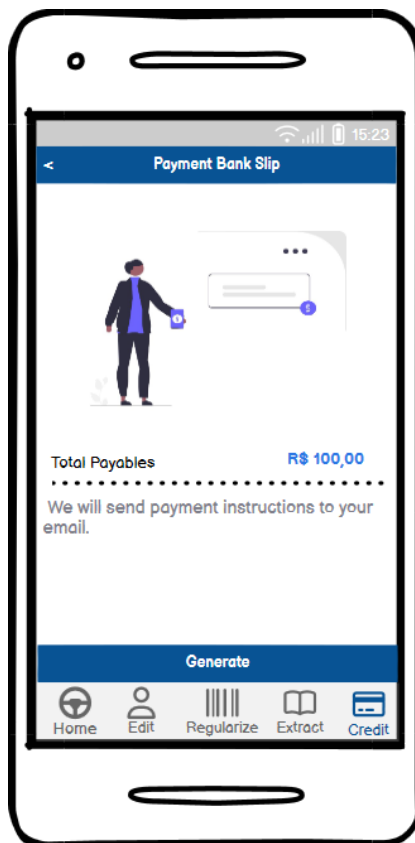 15:23
< Payment Bank Slip
Total Payables R$ 100,00
We will send payment instructions to your
email.
Generate
Home Edit Regularize Extract Credit